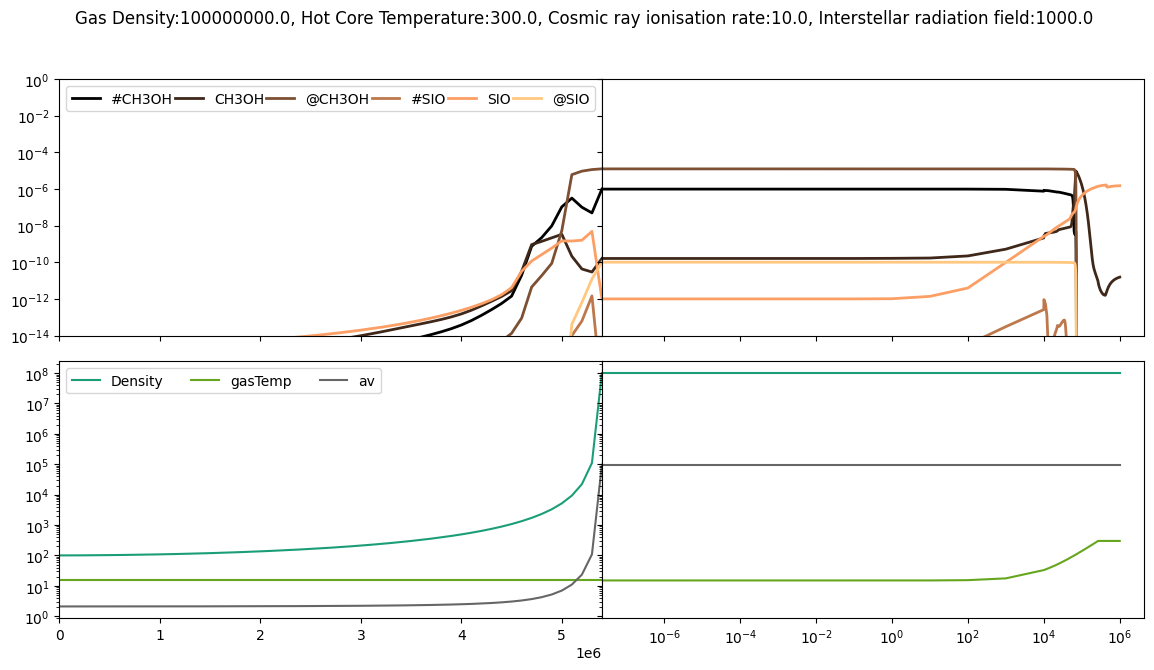 Gas Density:100000000.0, Hot Core Temperature:300.0, Cosmic ray ionisation rate:10.0, Interstellar radiation field:1000.0
10^0
#CH3OH CH3OH @CH3OH #SIO SIO @SIO
10^-2
10^-4
10^-6
10^-8
10^-10
10^-12
10^-14
Density gasTemp av
10^8
10^7
10^6
10^5
10^4
10^3
10^2
10^1
10^0
0 1 2 3 4 5
1e6
10^-6 10^-4 10^-2 10^0 10^2 10^4 10^6